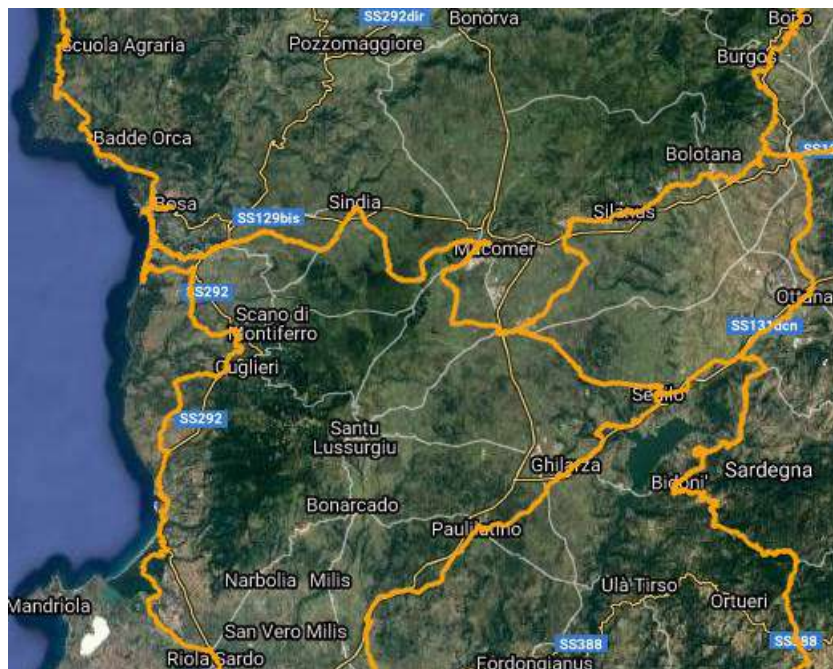 SS292dir
Bonorva
Bono
Scuola Agraria
Pozzomaggiore
Burgos
Badde Orca
Bolotana
Bosa
Sindia
Silanus
SS129bis
Macomer
SS292
Ottana
Scano di
Montiferro
SS131dcn
Cuglieri
Sedilo
SS292
Santu
Lussurgiu
Ghilarza
Sardegna
Bidoni'
Bonarcado
Paulilatino
Narbolia
Milis
Ulà Tirso
Mandriola
Ortueri
San Vero Milis
SS388
SS388
Riola Sardo
Fordongianus